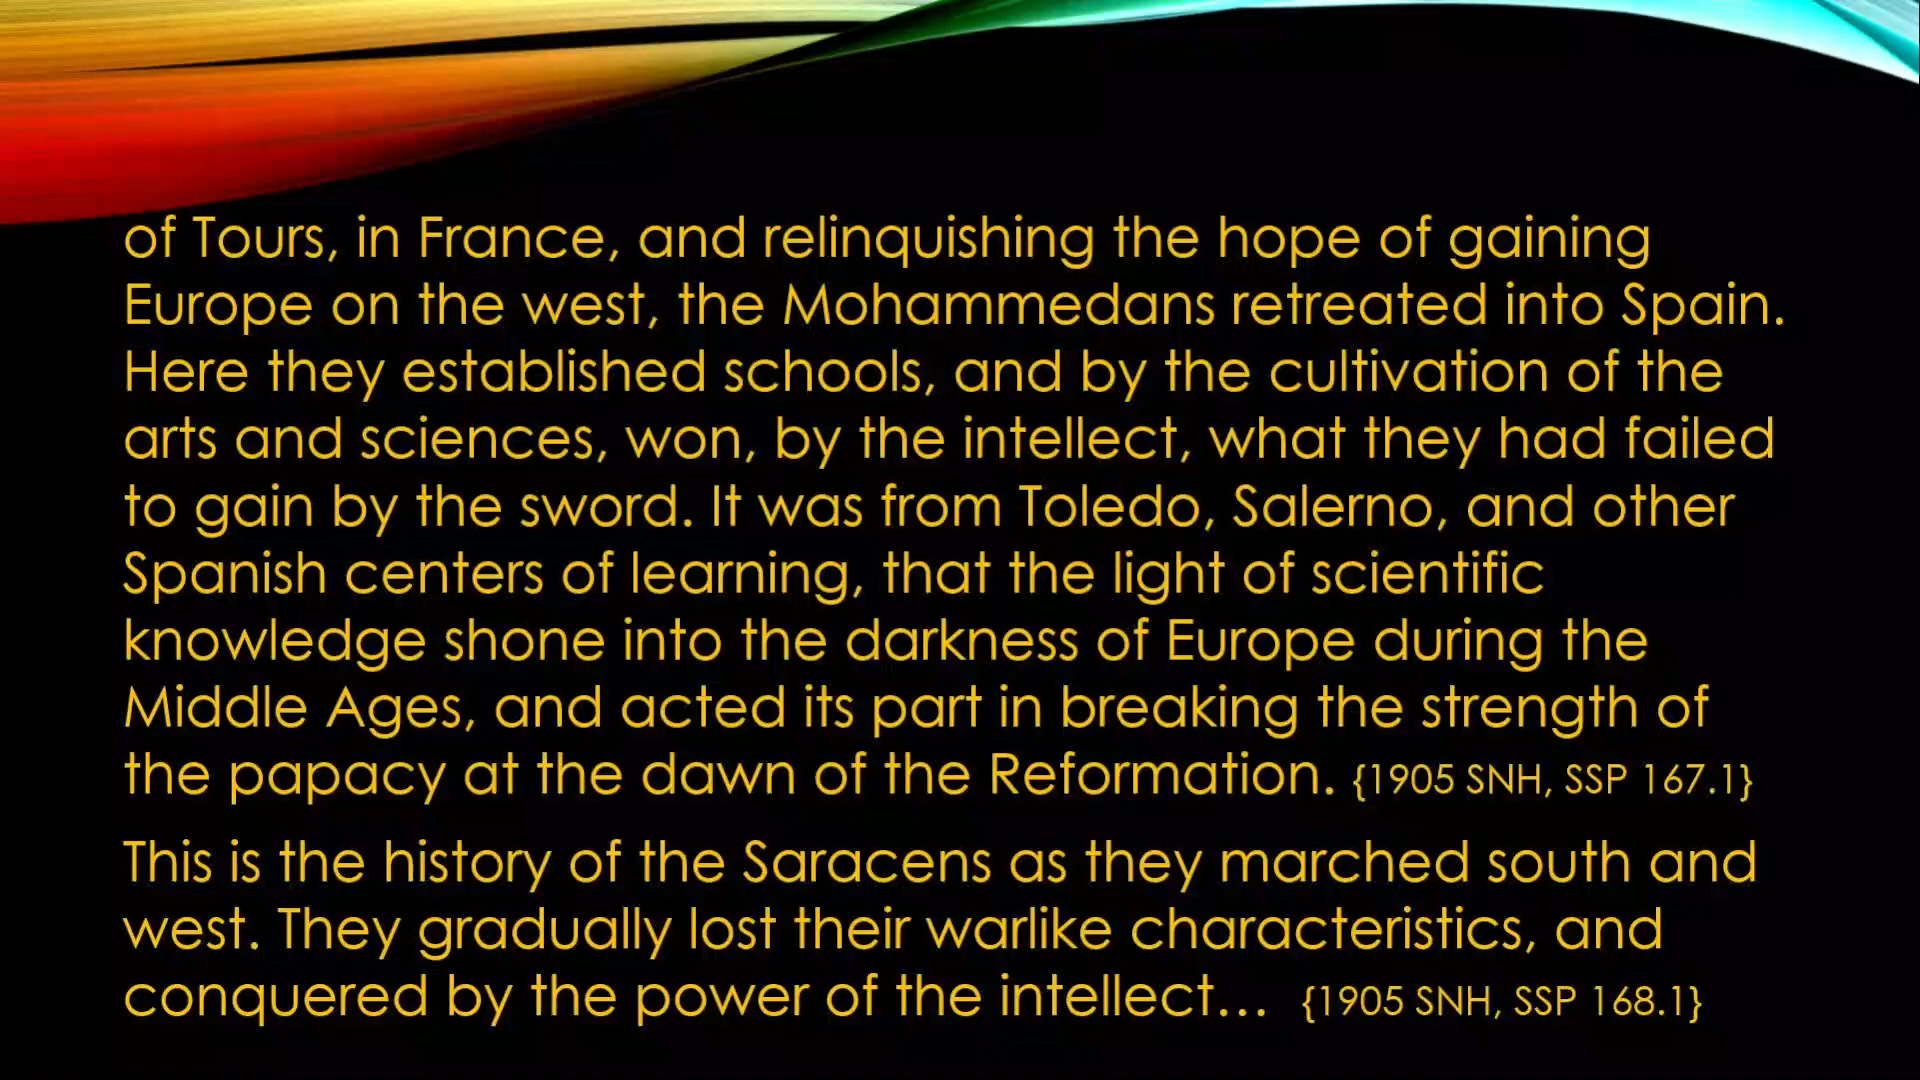 of Tours, in France, and relinquishing the hope of gaining
Europe on the west, the Mohammedans retreated into Spain.
Here they established schools, and by the cultivation of the
arts and sciences, won, by the intellect, what they had failed
to gain by the sword. It was from Toledo, Salerno, and other
Spanish centers of learning, that the light of scientific
knowledge shone into the darkness of Europe during the
Middle Ages, and acted its part in breaking the strength of
the papacy at the dawn of the Reformation. {1905 SNH, SSP 167.1}
This is the history of the Saracens as they marched south and
west. They gradually lost their warlike characteristics, and
conquered by the power of the intellect… {1905 SNH, SSP 168.1}